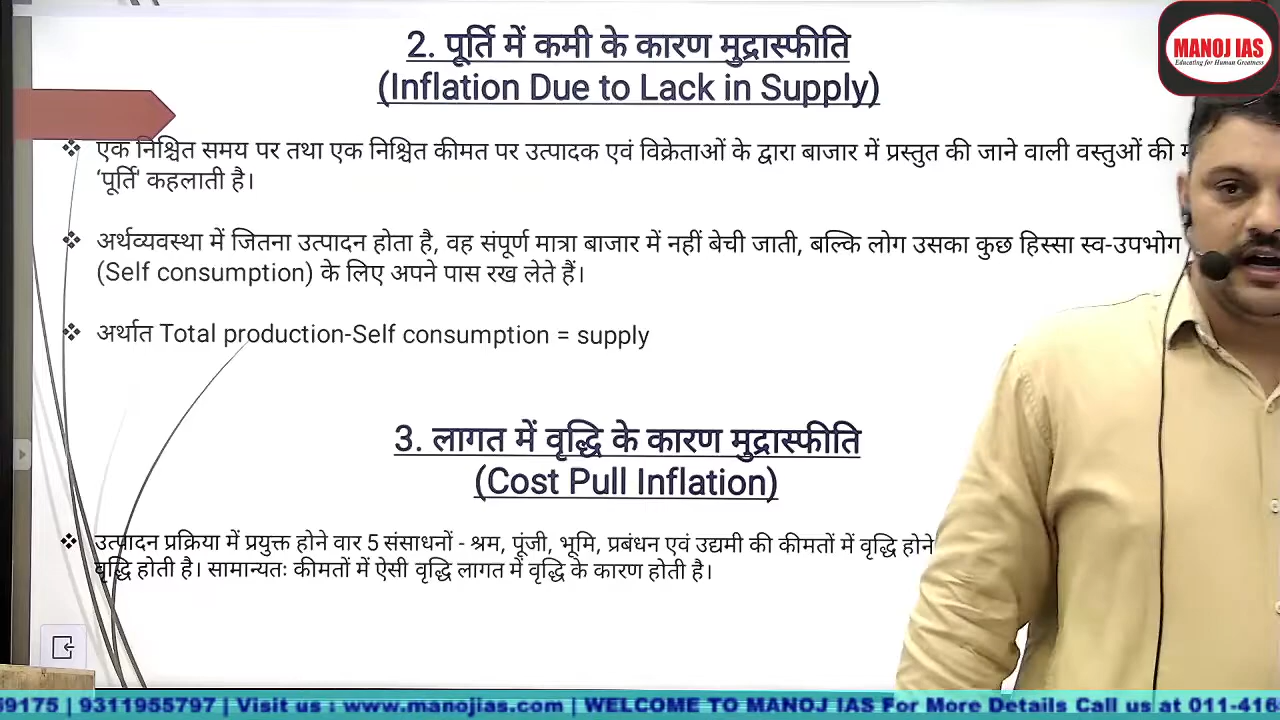 MANOJ IAS
Educating for Human Greatness
2. पूर्ति में कमी के कारण मुद्रास्फीति
(Inflation Due to Lack in Supply)
एक निश्चित समय पर तथा एक निश्चित कीमत पर उत्पादक एवं विक्रेताओं के द्वारा बाजार में प्रस्तुत की जाने वाली वस्तुओं की
'पूर्ति' कहलाती है।
अर्थव्यवस्था में जितना उत्पादन होता है, वह संपूर्ण मात्रा बाजार में नहीं बेची जाती, बल्कि लोग उसका कुछ हिस्सा स्व-उपभोग
(Self consumption) के लिए अपने पास रख लेते हैं।
अर्थात Total production-Self consumption = supply
3. लागत में वृद्धि के कारण मुद्रास्फीति
(Cost Pull Inflation)
उत्पादन प्रक्रिया में प्रयुक्त होने वार 5 संसाधनों - श्रम, पूंजी, भूमि, प्रबंधन एवं उद्यमी की कीमतों में वृद्धि होने
वृद्धि होती है। सामान्यतः कीमतों में ऐसी वृद्धि लागत में वृद्धि के कारण होती है।
59175 | 9311955797 | Visit us : www.manojias.com | WELCOME TO MANOJ IAS For More Details Call us at 011-416